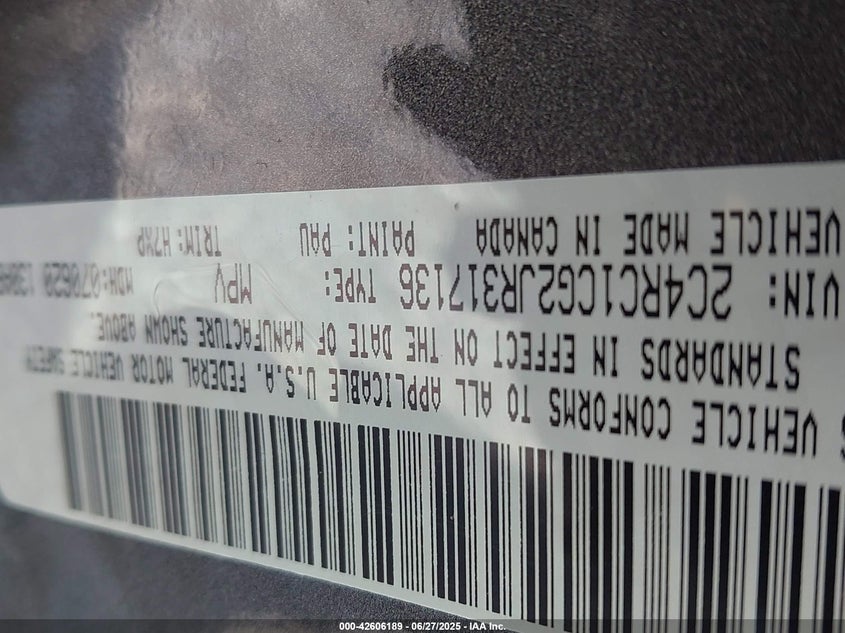 VEHICLE CONFORMS TO ALL APPLICABLE U.S.A. FEDERAL MOTOR VEHICLE SAFETY
STANDARDS IN EFFECT ON THE DATE OF MANUFACTURE SHOWN ABOVE.
VIN: 2C4RC1CG2JR317136 TYPE: MPV MDH:070620
VEHICLE MADE IN CANADA PAINT: PAU TRIM: H7XP
000-42606189 - 06/27/2025 - IAA Inc.